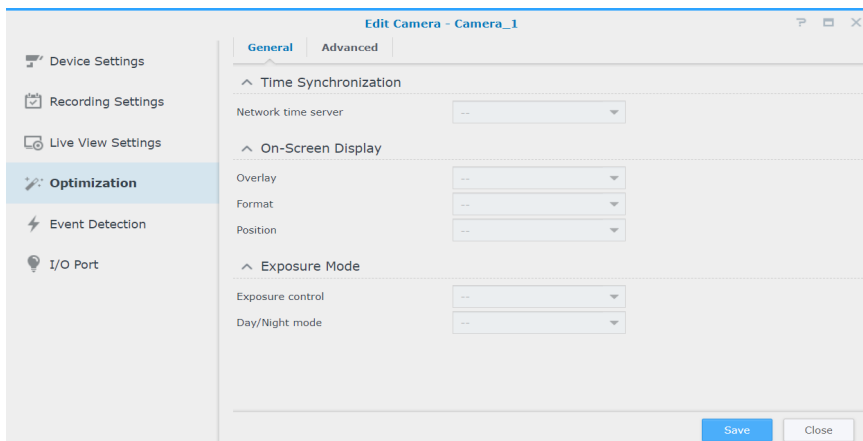 Edit Camera - Camera_1
Device Settings
Recording Settings
Live View Settings
Optimization
Event Detection
I/O Port
General Advanced
Time Synchronization
Network time server --
On-Screen Display
Overlay --
Format --
Position --
Exposure Mode
Exposure control --
Day/Night mode --
Save Close